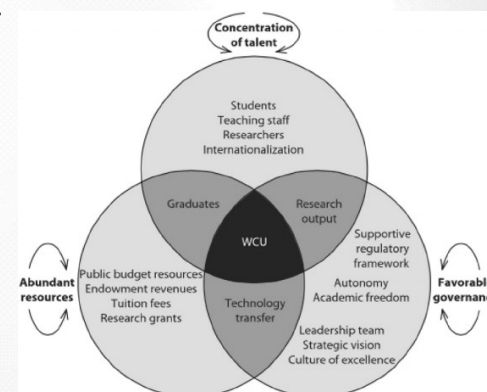 Concentration
of talent
Students
Teaching staff
Researchers
Internationalization
Graduates
Research
output
WCU
Supportive
regulatory
framework
Autonomy
Academic freedom
Leadership team
Strategic vision
Culture of excellence
Abundant
resources
Public budget resources
Endowment revenues
Tuition fees
Research grants
Technology
transfer
Favorable
governance